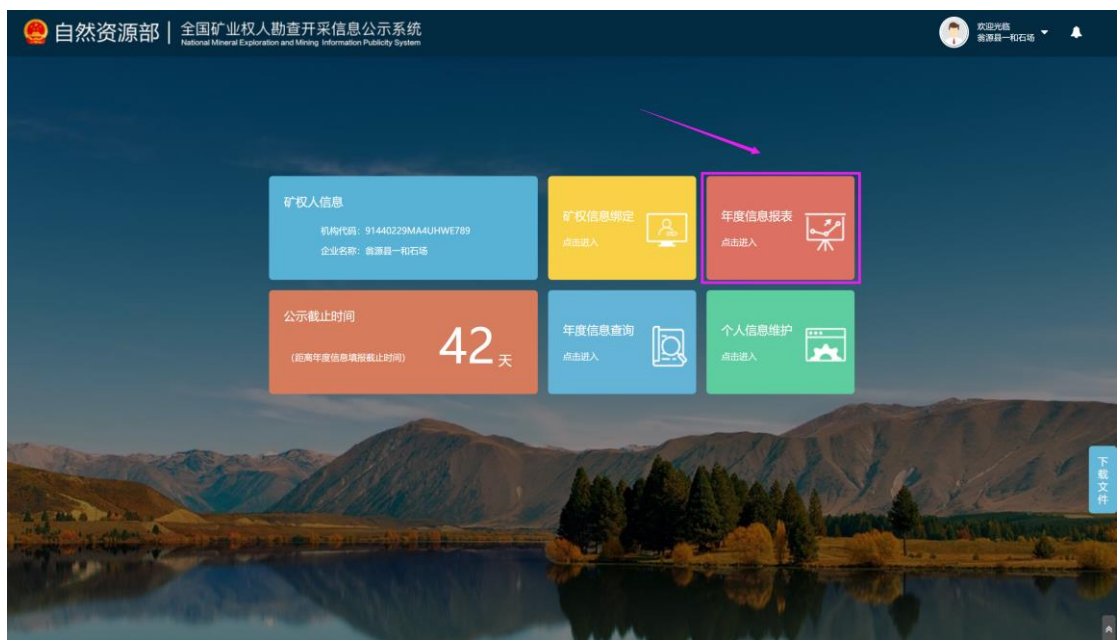 自然资源部
全国矿业权人勘查开采信息公示系统
National Mineral Exploration and Mining Information Publicity System
欢迎光临
翁源县一和石场
矿权人信息
机构代码：91440229MA4UHWE789
企业名称：翁源县一和石场
矿权信息绑定
点击进入
年度信息报表
点击进入
公示截止时间
（距离年度信息填报截止时间）
42天
年度信息查询
点击进入
个人信息维护
点击进入
下载文件